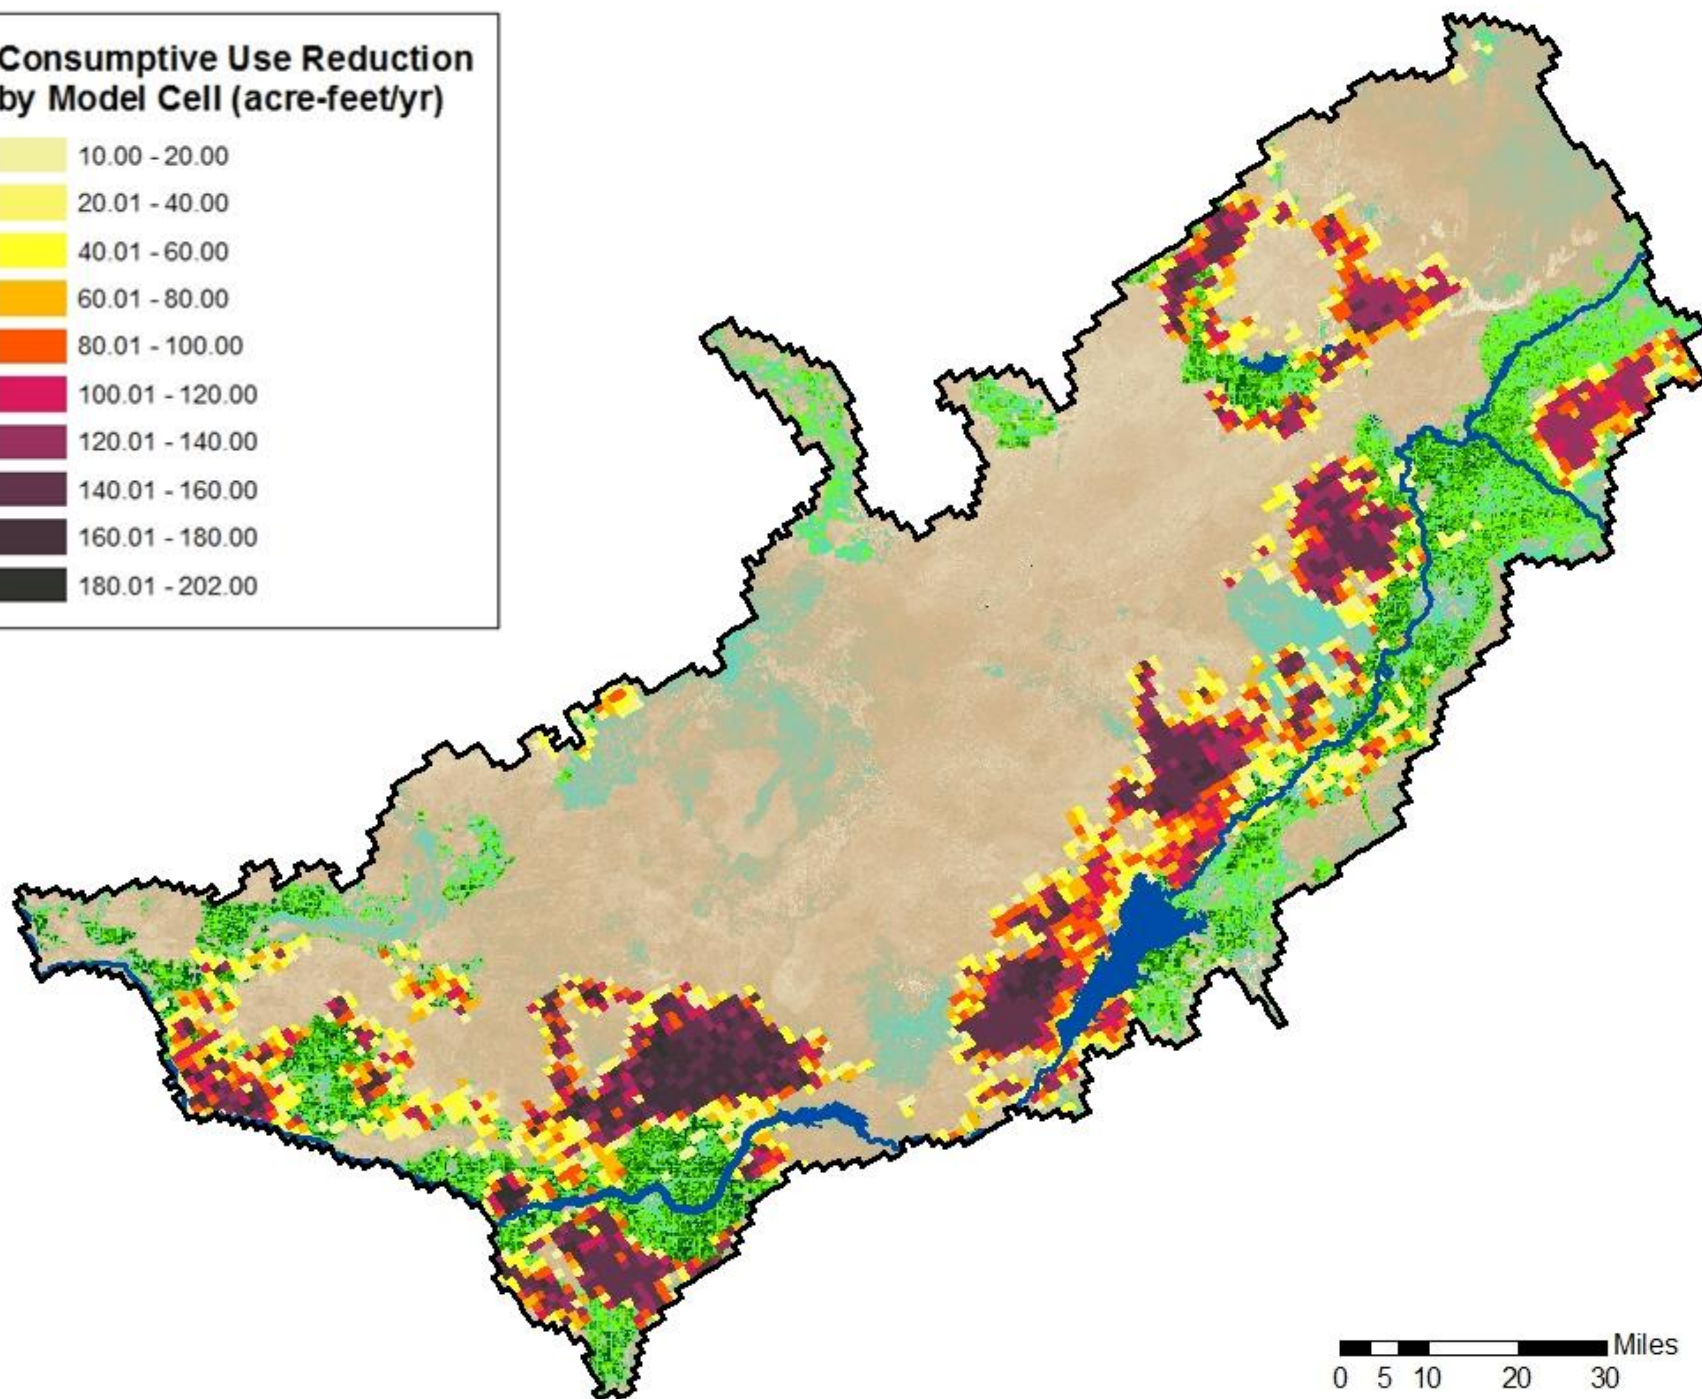 Consumptive Use Reduction
by Model Cell (acre-feet/yr)
10.00 - 20.00
20.01 - 40.00
40.01 - 60.00
60.01 - 80.00
80.01 - 100.00
100.01 - 120.00
120.01 - 140.00
140.01 - 160.00
160.01 - 180.00
180.01 - 202.00
Miles
0 5 10 20 30